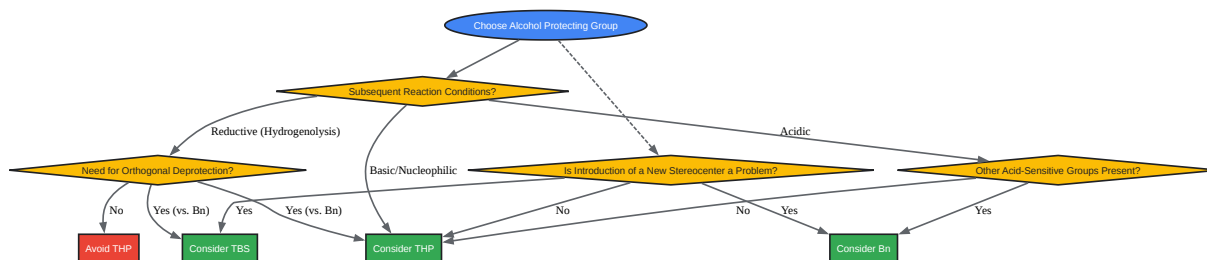 Choose Alcohol Protecting Group
Subsequent Reaction Conditions?
Reductive (Hydrogenolysis)
Acidic
Basic/Nucleophilic
Need for Orthogonal Deprotection?
Is Introduction of a New Stereocenter a Problem?
Other Acid-Sensitive Groups Present?
No
Yes (vs. Bn)
Yes
Yes (vs. Bn)
No
No
Yes
Yes
Avoid THP
Consider TBS
Consider THP
Consider Bn